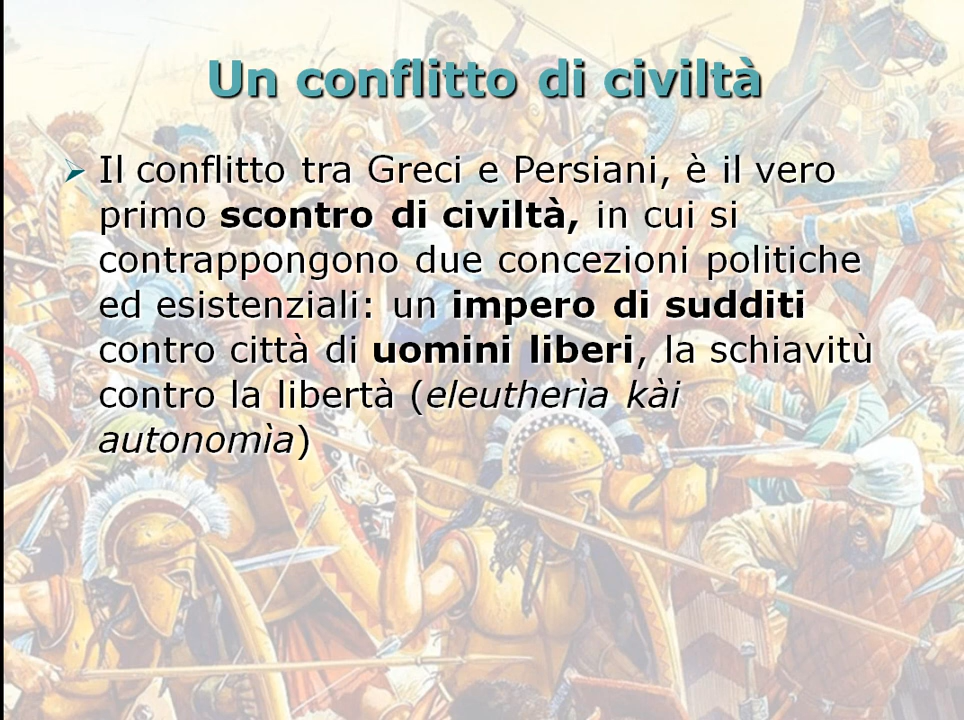 Un conflitto di civiltà
Il conflitto tra Greci e Persiani, è il vero
primo scontro di civiltà, in cui si
contrappongono due concezioni politiche
ed esistenziali: un impero di sudditi
contro città di uomini liberi, la schiavitù
contro la libertà (eleutherìa kài
autonomìa)